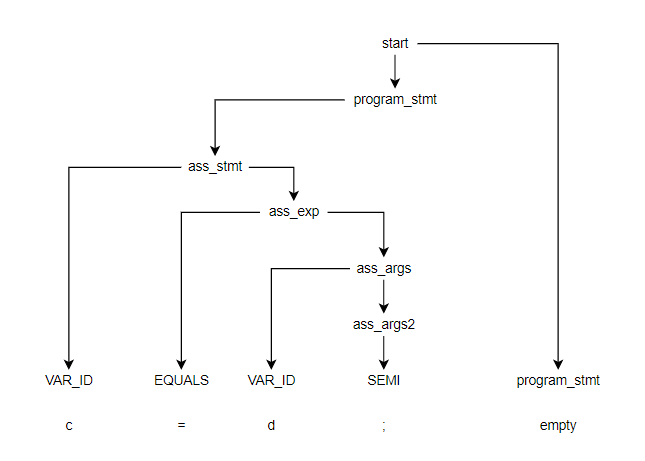 start
program_stmt
ass_stmt
ass_exp
ass_args
ass_args2
VAR_ID EQUALS VAR_ID SEMI program_stmt
c = d ; empty